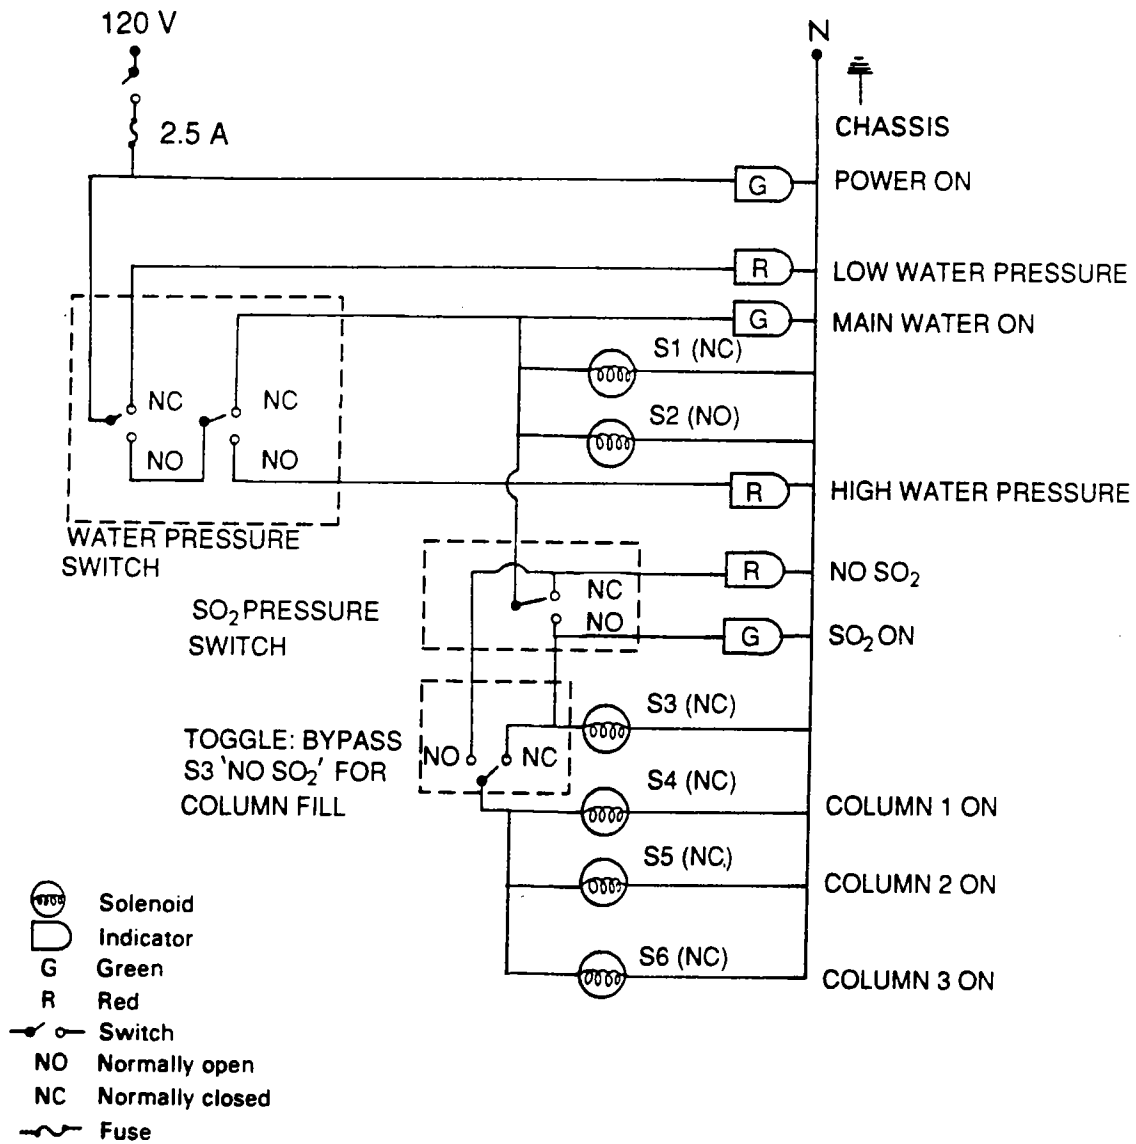 120 V
N
2.5 A
CHASSIS
G
POWER ON
R
LOW WATER PRESSURE
G
MAIN WATER ON
S1 (NC)
NC
NC
S2 (NO)
NO
NO
R
HIGH WATER PRESSURE
WATER PRESSURE
SWITCH
R
NO SO2
NC
SO2 PRESSURE
SWITCH
NO
G
SO2 ON
S3 (NC)
TOGGLE: BYPASS
S3 'NO SO2' FOR
COLUMN FILL
NO
NC
S4 (NC)
COLUMN 1 ON
S5 (NC.)
COLUMN 2 ON
S6 (NC)
COLUMN 3 ON
Solenoid
Indicator
G Green
R Red
Switch
NO Normally open
NC Normally closed
Fuse